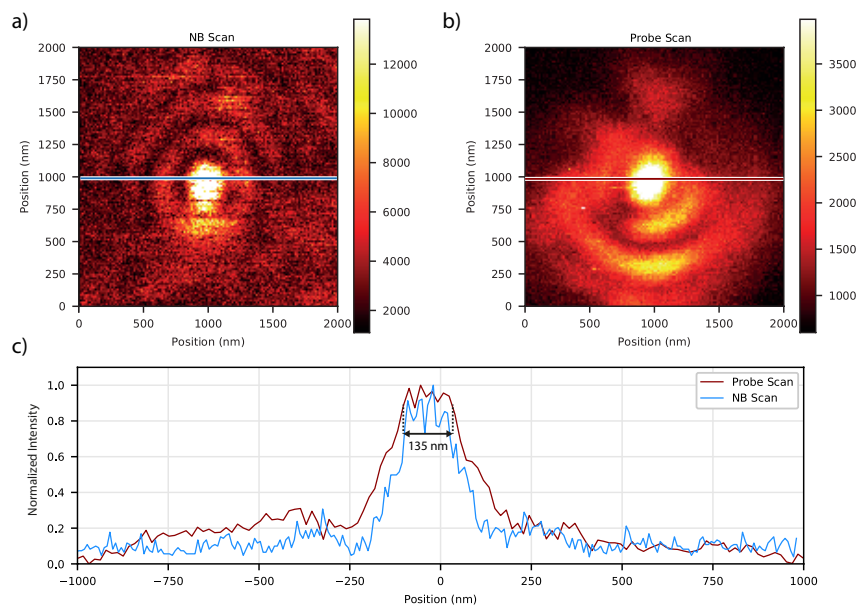 a)
NB Scan
2000
1750
1500
1250
1000
750
500
250
0
Position (nm)
0 500 1000 1500 2000
Position (nm)
12000
10000
8000
6000
4000
2000
b)
Probe Scan
2000
1750
1500
1250
1000
750
500
250
0
Position (nm)
0 500 1000 1500 2000
Position (nm)
3500
3000
2500
2000
1500
1000
c)
1.0
0.8
0.6
0.4
0.2
0.0
Normalized Intensity
Probe Scan
NB Scan
135 nm
−1000 −750 −500 −250 0 250 500 750 1000
Position (nm)